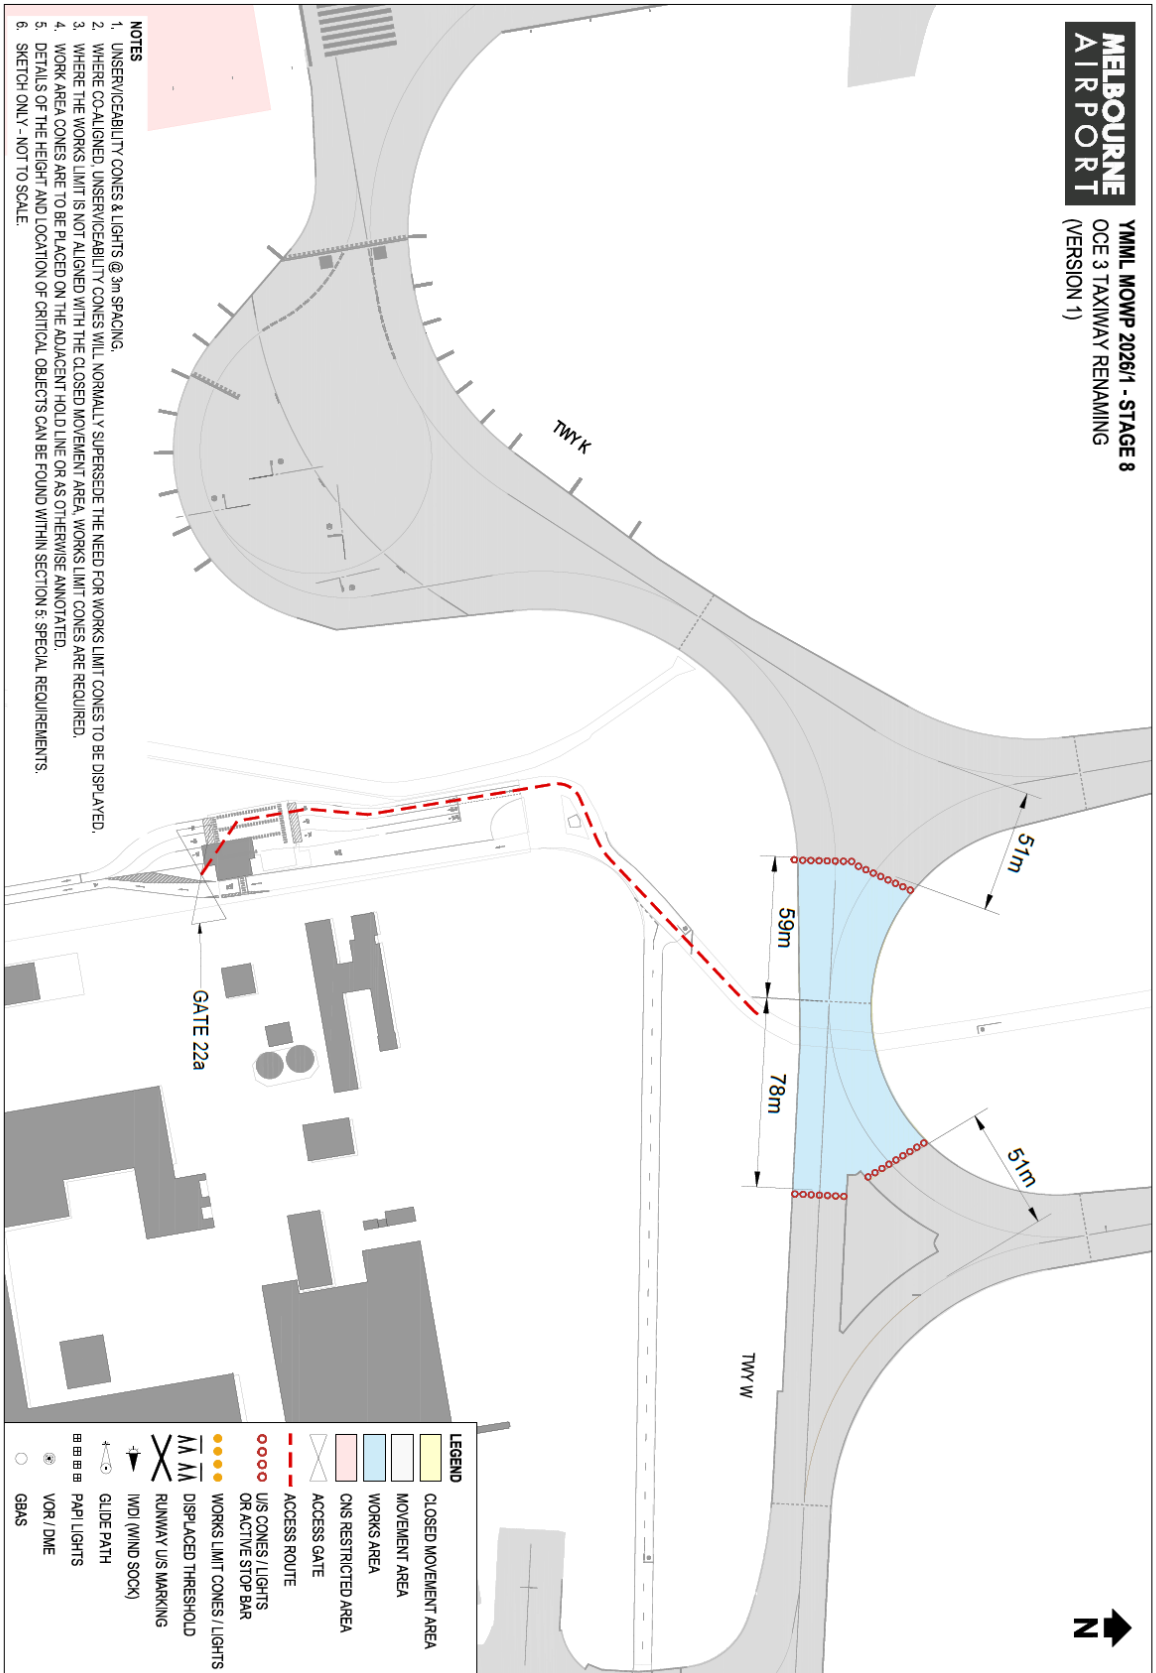 MELBOURNE
AIRPORT
YMML MOWP 2026/1 - STAGE 8
OCE 3 TAXIWAY RENAMING
(VERSION 1)
N
TWY K
51m
59m
78m
51m
TWY W
GATE 22a
NOTES
1. UNSERVICEABILITY CONES & LIGHTS @ 3m SPACING.
2. WHERE CO-ALIGNED, UNSERVICEABILITY CONES WILL NORMALLY SUPERSEDE THE NEED FOR WORKS LIMIT CONES TO BE DISPLAYED.
3. WHERE THE WORKS LIMIT IS NOT ALIGNED WITH THE CLOSED MOVEMENT AREA, WORKS LIMIT CONES ARE REQUIRED.
4. WORK AREA CONES ARE TO BE PLACED ON THE ADJACENT HOLD LINE OR AS OTHERWISE ANNOTATED.
5. DETAILS OF THE HEIGHT AND LOCATION OF CRITICAL OBJECTS CAN BE FOUND WITHIN SECTION 5: SPECIAL REQUIREMENTS.
6. SKETCH ONLY - NOT TO SCALE.
LEGEND
CLOSED MOVEMENT AREA
MOVEMENT AREA
WORKS AREA
CNS RESTRICTED AREA
ACCESS GATE
ACCESS ROUTE
U/S CONES / LIGHTS
OR ACTIVE STOP BAR
WORKS LIMIT CONES / LIGHTS
DISPLACED THRESHOLD
RUNWAY U/S MARKING
IWDI (WIND SOCK)
GLIDE PATH
PAPI LIGHTS
VOR / DME
GBAS